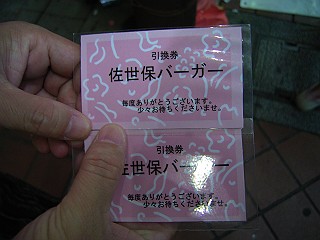 引換券
佐世保バーガー
毎度ありがとうございます。
少々お待ちくださいませ。
引換券
佐世保バーガー
毎度ありがとうございます。
少々お待ちくださいませ。